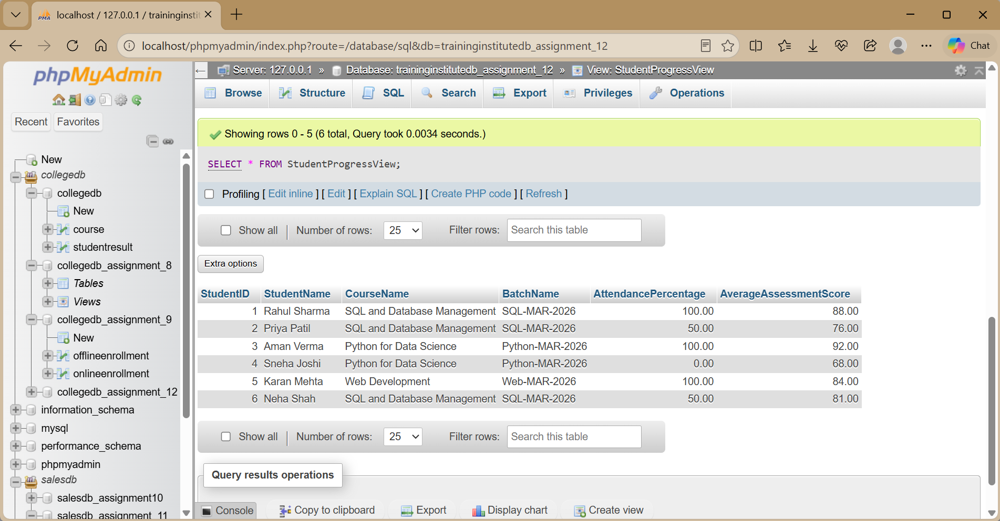 localhost / 127.0.0.1 / traininginstit
localhost/phpmyadmin/index.php?route=/database/sql&db=traininginstitutedb_assignment_12
Chat
phpMyAdmin
Recent Favorites
New
collegedb
collegedb
New
course
studentresult
collegedb_assignment_8
Tables
Views
collegedb_assignment_9
New
offlineenrollment
onlineenrollment
collegedb_assignment_12
information_schema
mysql
performance_schema
phpmyadmin
salesdb
salesdb_assignment10
salesdb_assignment_11
Server: 127.0.0.1 » Database: traininginstitutedb_assignment_12 » View: StudentProgressView
Browse Structure SQL Search Export Privileges Operations
Showing rows 0 - 5 (6 total, Query took 0.0034 seconds.)
SELECT * FROM StudentProgressView;
Profiling [ Edit inline ] [ Edit ] [ Explain SQL ] [ Create PHP code ] [ Refresh ]
Show all | Number of rows: 25 Filter rows: Search this table
Extra options
StudentID StudentName CourseName BatchName AttendancePercentage AverageAssessmentScore
1 Rahul Sharma SQL and Database Management SQL-MAR-2026 100.00 88.00
2 Priya Patil SQL and Database Management SQL-MAR-2026 50.00 76.00
3 Aman Verma Python for Data Science Python-MAR-2026 100.00 92.00
4 Sneha Joshi Python for Data Science Python-MAR-2026 0.00 68.00
5 Karan Mehta Web Development Web-MAR-2026 100.00 84.00
6 Neha Shah SQL and Database Management SQL-MAR-2026 50.00 81.00
Show all | Number of rows: 25 Filter rows: Search this table
Query results operations
Console Copy to clipboard Export Display chart Create view